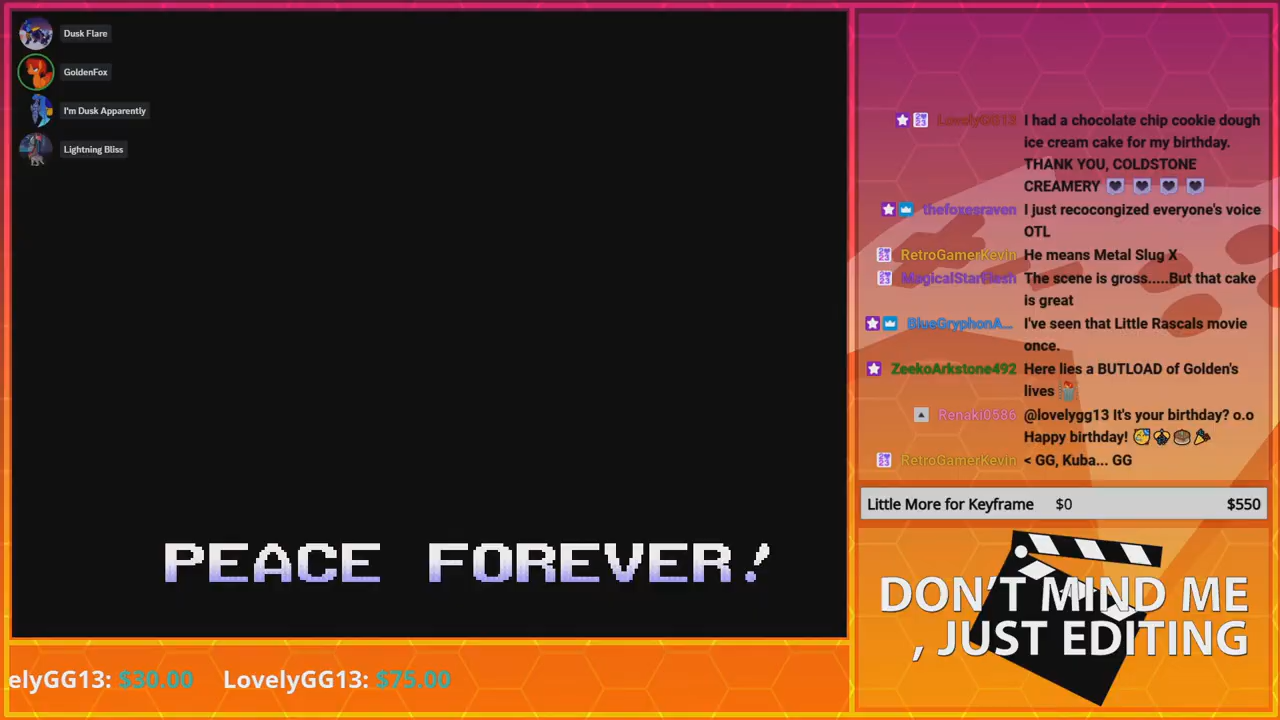 Dusk Flare
GoldenFox
I'm Dusk Apparently
Lightning Bliss
PEACE FOREVER!
elyGG13: $30.00 LovelyGG13: $75.00
LovelyGG13 I had a chocolate chip cookie dough
ice cream cake for my birthday.
THANK YOU, COLDSTONE
CREAMERY
thefoxesraven I just recocongized everyone's voice
OTL
RetroGamerKevin He means Metal Slug X
MagicalStarFlash The scene is gross.....But that cake
is great
BlueGryphonA... I've seen that Little Rascals movie
once.
ZeekoArkstone492 Here lies a BUTLOAD of Golden's
lives
Renaki0586 @lovelygg13 It's your birthday? o.o
Happy birthday!
RetroGamerKevin < GG, Kuba... GG
Little More for Keyframe $0 $550
DON'T MIND ME
, JUST EDITING